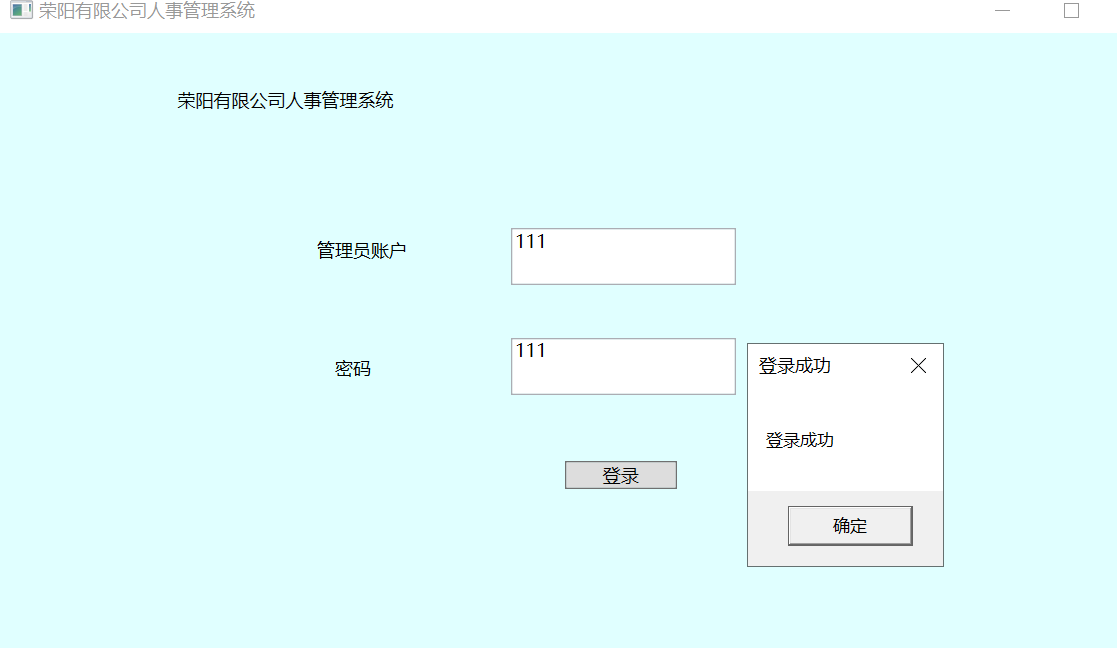 荣阳有限公司人事管理系统
荣阳有限公司人事管理系统
管理员账户
111
密码
111
登录
登录成功
登录成功
确定